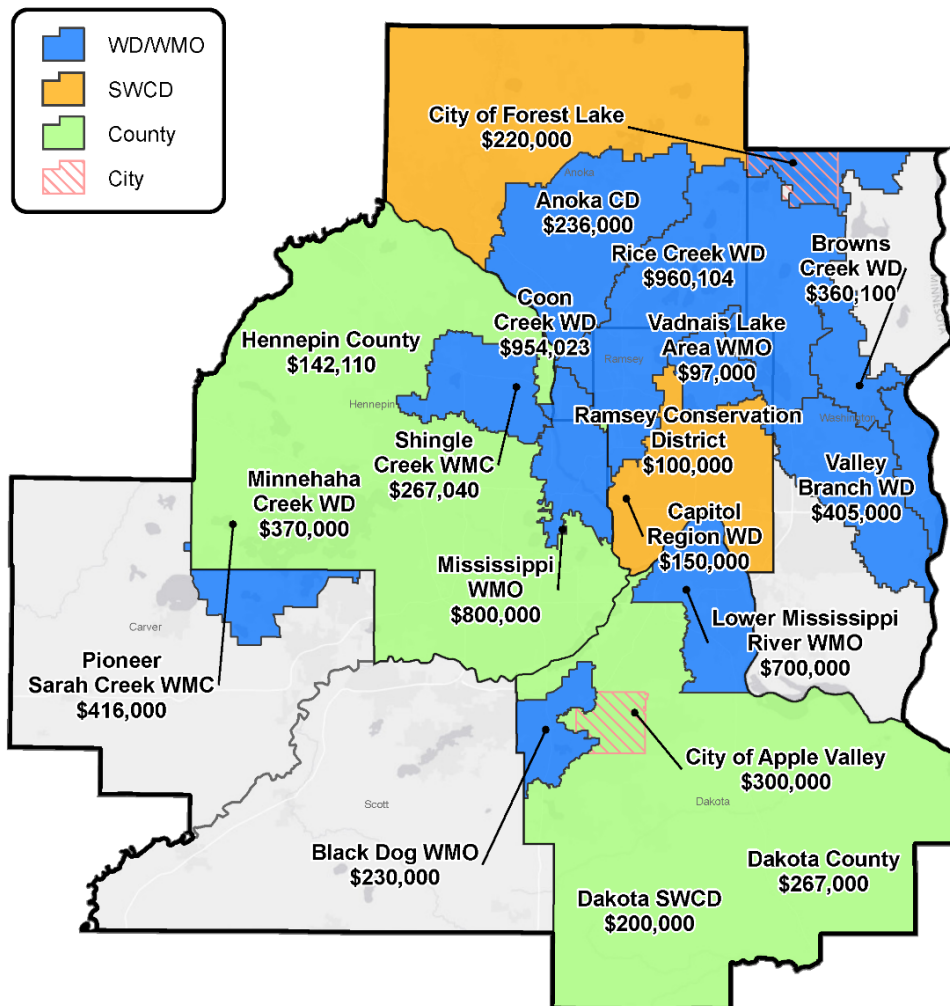 WD/WMO
SWCD
County
City
City of Forest Lake
$220,000
Anoka
Anoka CD
$236,000
Rice Creek WD
$960,104
Browns
Creek WD
$360,100
MINNE
Coon
Creek WD
$954,023
Vadnais Lake
Area WMO
$97,000
Ramsey
Hennepin County
$142,110
Hennepin
Washington
Ramsey Conservation
District
$100,000
Shingle
Creek WMC
$267,040
Minnehaha
Creek WD
$370,000
Valley
Branch WD
$405,000
Capitol
Region WD
$150,000
Mississippi
WMO
$800,000
Lower Mississippi
River WMO
$700,000
Carver
Pioneer
Sarah Creek WMC
$416,000
City of Apple Valley
$300,000
Scott
Dakota
Black Dog WMO
$230,000
Dakota County
$267,000
Dakota SWCD
$200,000